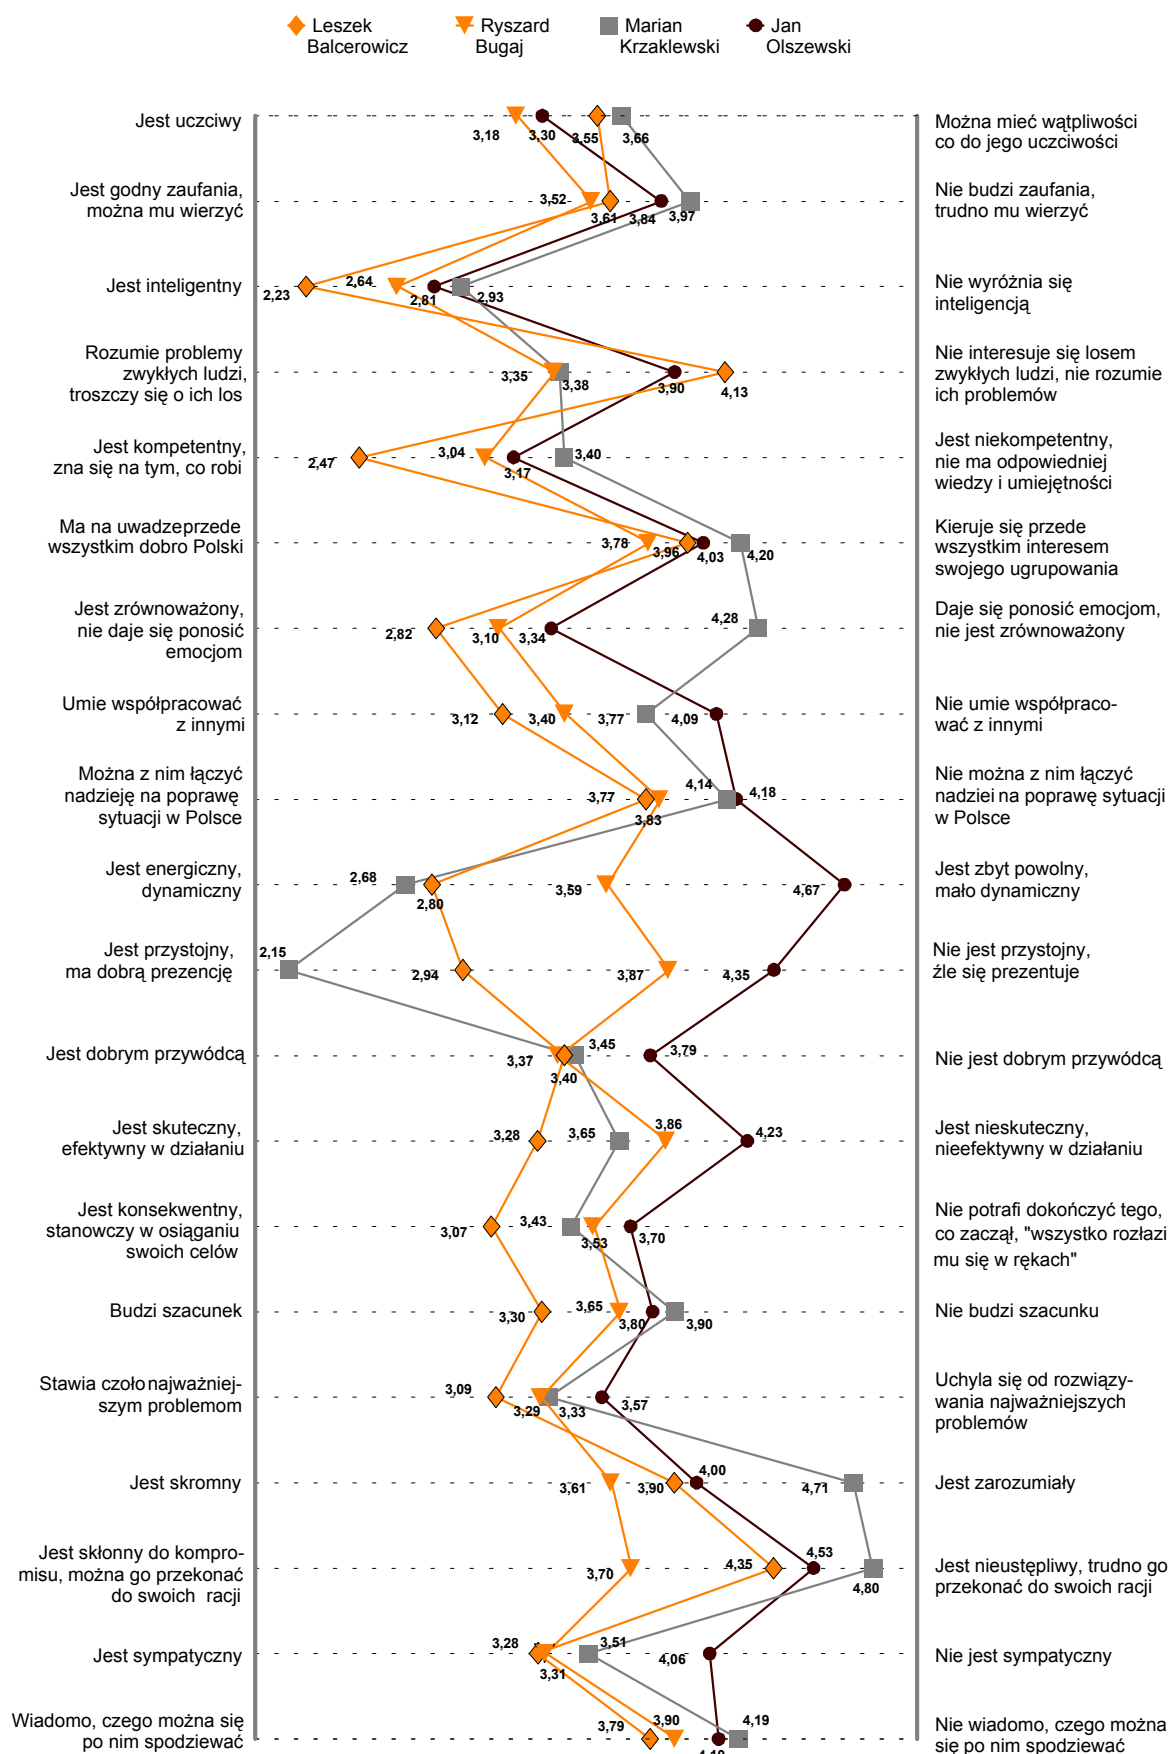 Leszek Balcerowicz
Ryszard Bugaj
Marian Krzaklewski
Jan Olszewski
Jest uczciwy
3,18 3,30 3,55 3,66
Można mieć wątpliwości
co do jego uczciwości
Jest godny zaufania,
można mu wierzyć
3,52 3,61 3,84 3,97
Nie budzi zaufania,
trudno mu wierzyć
Jest inteligentny
2,23 2,64 2,81 2,93
Nie wyróżnia się
inteligencją
Rozumie problemy
zwykłych ludzi,
troszczy się o ich los
3,35 3,38 3,90 4,13
Nie interesuje się losem
zwykłych ludzi, nie rozumie
ich problemów
Jest kompetentny,
zna się na tym, co robi
2,47 3,04 3,17 3,40
Jest niekompetentny,
nie ma odpowiedniej
wiedzy i umiejętności
Ma na uwadze przede
wszystkim dobro Polski
3,78 3,96 4,03 4,20
Kieruje się przede
wszystkim interesem
swojego ugrupowania
Jest zrównoważony,
nie daje się ponosić
emocjom
2,82 3,10 3,34 4,28
Daje się ponosić emocjom,
nie jest zrównoważony
Umie współpracować
z innymi
3,12 3,40 3,77 4,09
Nie umie współpraco-
wać z innymi
Można z nim łączyć
nadzieję na poprawę
sytuacji w Polsce
3,77 3,83 4,14 4,18
Nie można z nim łączyć
nadziei na poprawę sytuacji
w Polsce
Jest energiczny,
dynamiczny
2,68 2,80 3,59 4,67
Jest zbyt powolny,
mało dynamiczny
Jest przystojny,
ma dobrą prezencję
2,15 2,94 3,87 4,35
Nie jest przystojny,
źle się prezentuje
Jest dobrym przywódcą
3,37 3,40 3,45 3,79
Nie jest dobrym przywódcą
Jest skuteczny,
efektywny w działaniu
3,28 3,65 3,86 4,23
Jest nieskuteczny,
nieefektywny w działaniu
Jest konsekwentny,
stanowczy w osiąganiu
swoich celów
3,07 3,43 3,53 3,70
Nie potrafi dokończyć tego,
co zaczął, "wszystko rozłazi
mu się w rękach"
Budzi szacunek
3,30 3,65 3,80 3,90
Nie budzi szacunku
Stawia czoło najważniej-
szym problemom
3,09 3,29 3,33 3,57
Uchyla się od rozwiązy-
wania najważniejszych
problemów
Jest skromny
3,61 3,90 4,00 4,71
Jest zarozumiały
Jest skłonny do kompro-
misu, można go przekonać
do swoich racji
3,70 4,35 4,53 4,80
Jest nieustępliwy, trudno go
przekonać do swoich racji
Jest sympatyczny
3,28 3,31 3,51 4,06
Nie jest sympatyczny
Wiadomo, czego można się
po nim spodziewać
3,79 3,90 4,19
Nie wiadomo, czego można
się po nim spodziewać